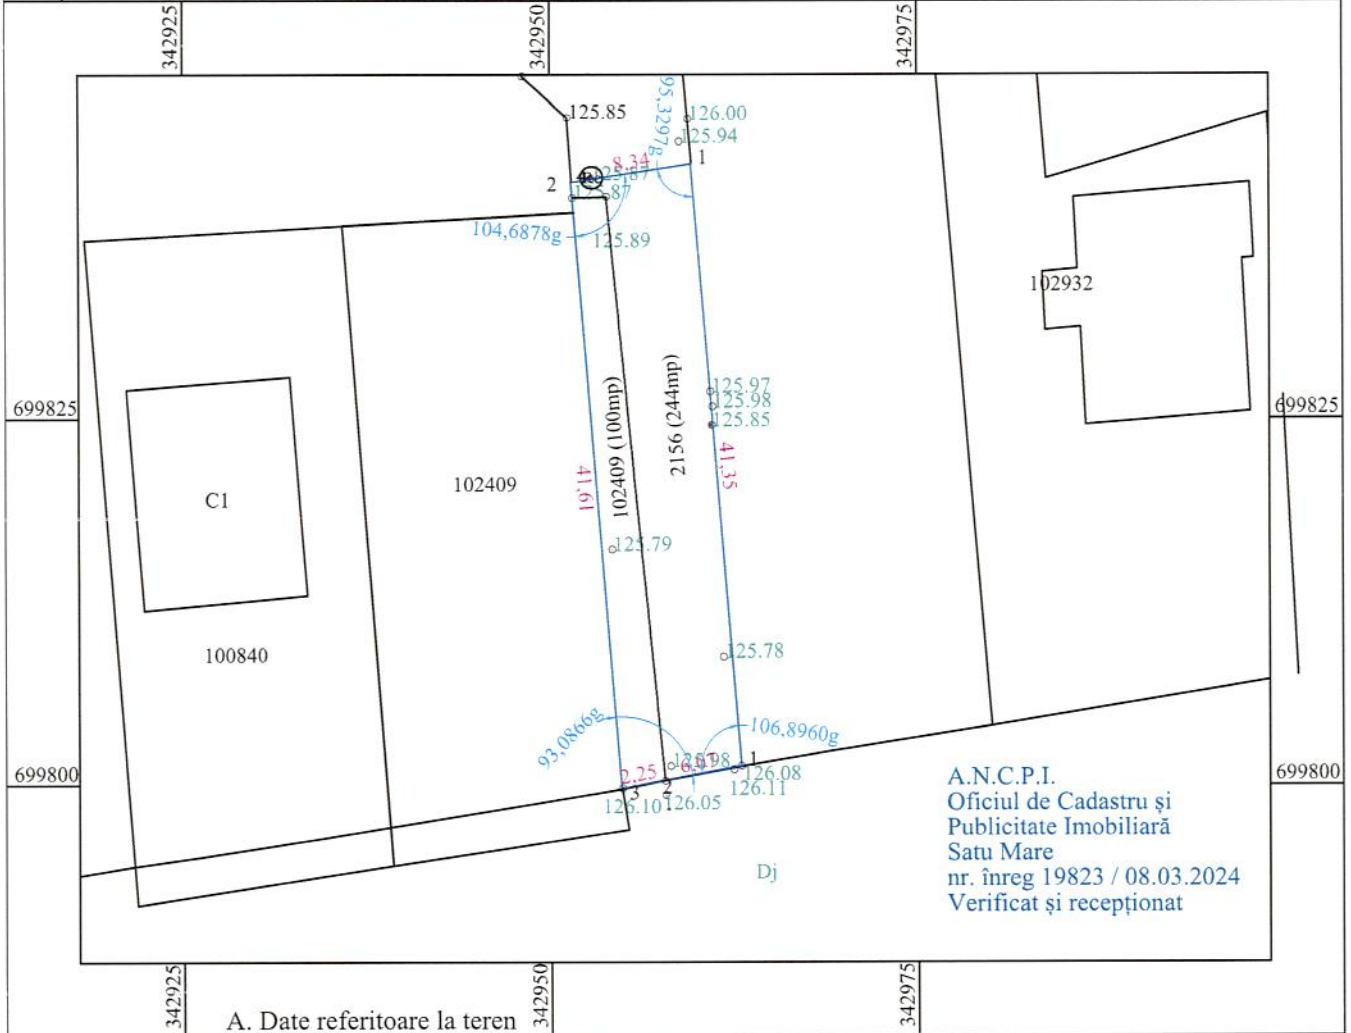 342925
342950
342975
125.85
126.00
125.94
95,3297g
8,34
1
2
125.87
125.87
104,6878g
125.89
102932
125.97
125.98
125.85
699825
699825
102409 (100mp)
2156 (244mp)
41,61
41,35
102409
C1
125.79
125.78
100840
93,0866g
106,8960g
125.98
1
2,25
699800
699800
3
2
126.08
126.11
126.10
126.05
A.N.C.P.I.
Oficiul de Cadastru și
Publicitate Imobiliară
Satu Mare
nr. înreg 19823 / 08.03.2024
Verificat și recepționat
Dj
342925
342950
342975
A. Date referitoare la teren